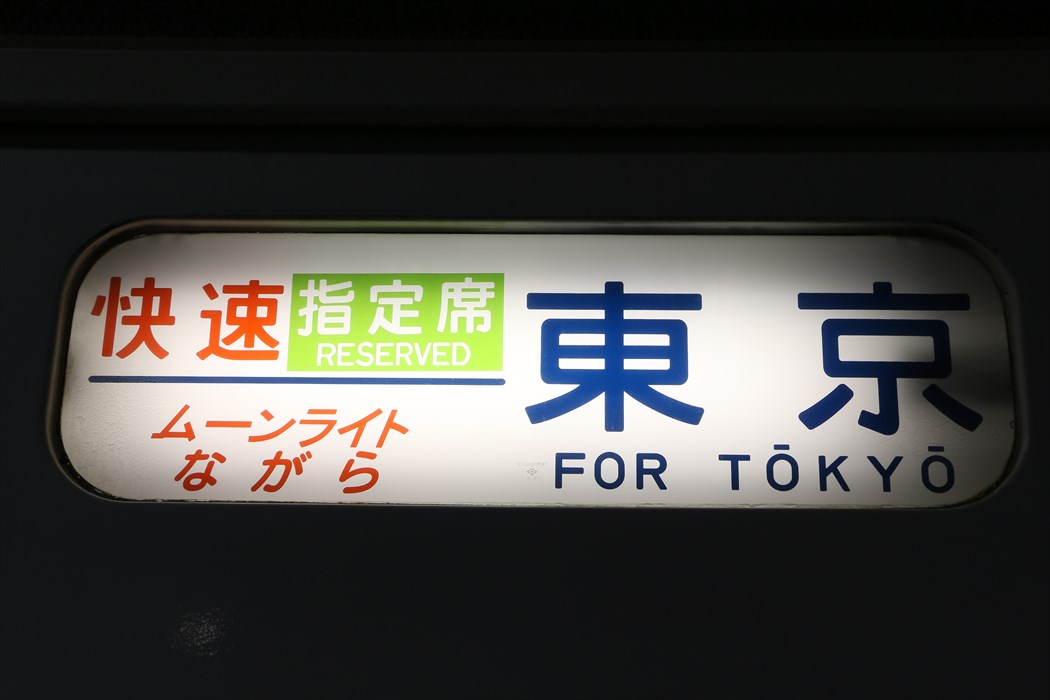 快速 指定席
RESERVED
ムーンライト
ながら
東京
FOR TŌKYŌ